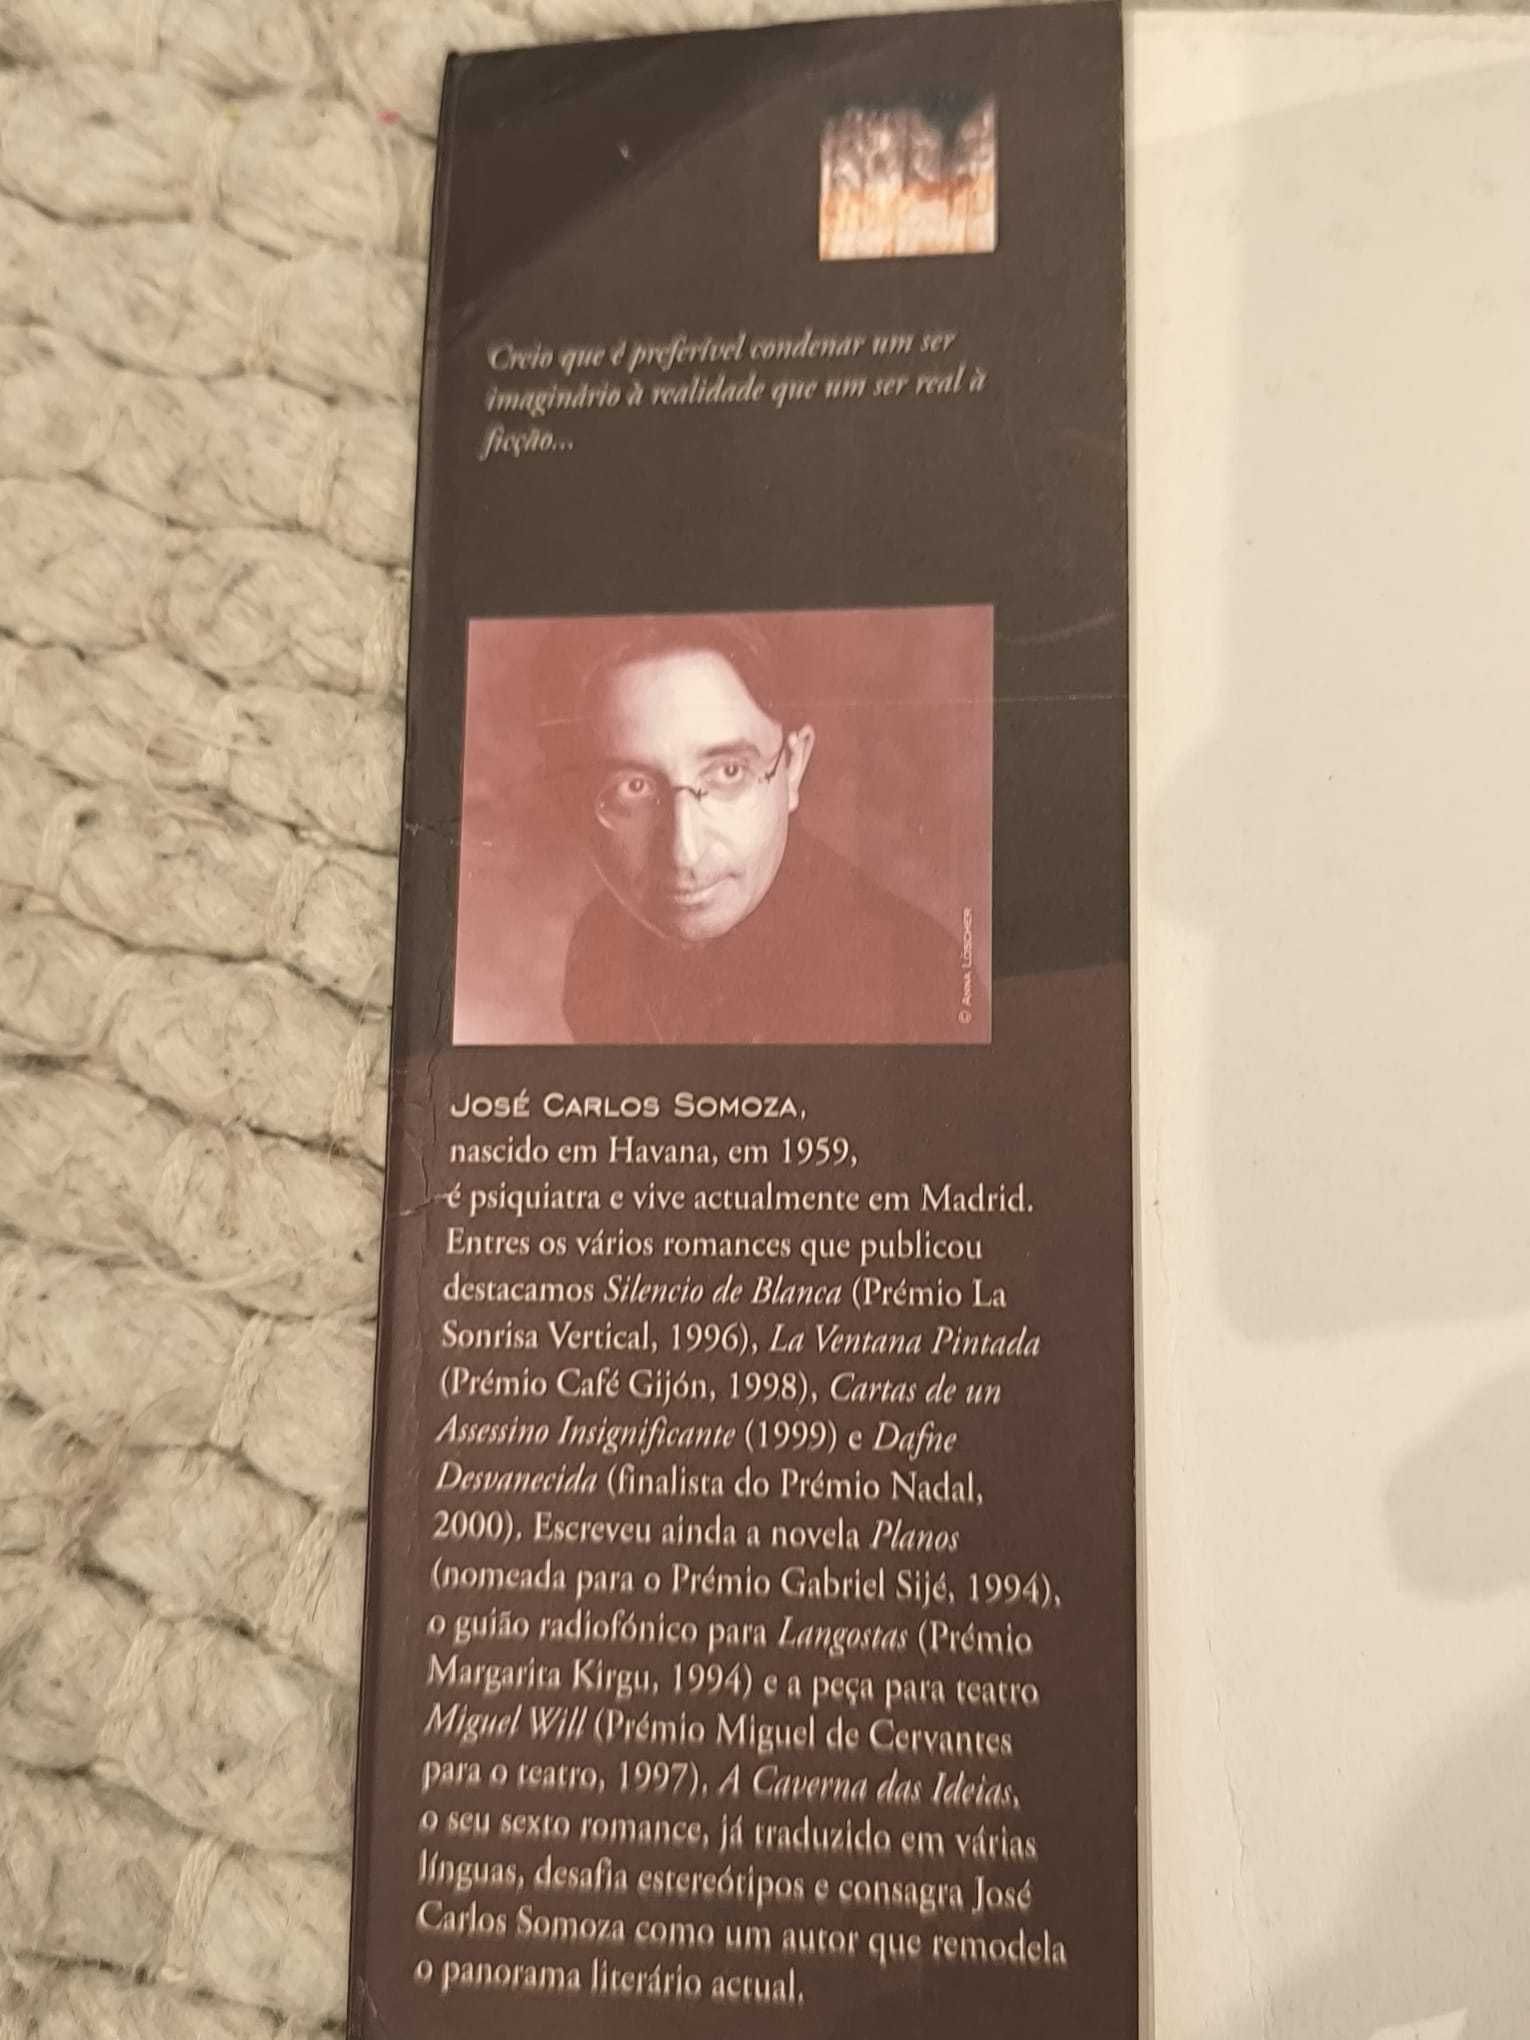 Creio que é preferível condenar um ser
imaginário à realidade que um ser real à
ficção...
© Anna Löscher
José Carlos Somoza,
nascido em Havana, em 1959,
é psiquiatra e vive actualmente em Madrid.
Entres os vários romances que publicou
destacamos Silencio de Blanca (Prémio La
Sonrisa Vertical, 1996), La Ventana Pintada
(Prémio Café Gijón, 1998), Cartas de un
Assessino Insignificante (1999) e Dafne
Desvanecida (finalista do Prémio Nadal,
2000). Escreveu ainda a novela Planos
(nomeada para o Prémio Gabriel Sijé, 1994),
o guião radiofónico para Langostas (Prémio
Margarita Kirgu, 1994) e a peça para teatro
Miguel Will (Prémio Miguel de Cervantes
para o teatro, 1997). A Caverna das Ideias,
o seu sexto romance, já traduzido em várias
línguas, desafia estereótipos e consagra José
Carlos Somoza como um autor que remodela
o panorama literário actual.